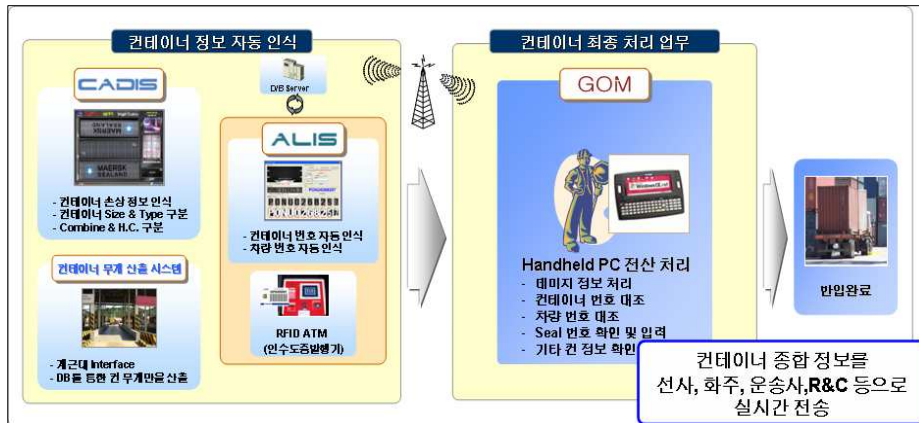 컨테이너 정보 자동 인식
CADIS
- 컨테이너 손상 정보 인식
- 컨테이너 Size & Type 구분
- Combine & H.C. 구분
컨테이너 무게 산출 시스템
- 계근대 Interface
- DB를 통한 컨 무게만을 산출
D/B Server
ALIS
- 컨테이너 번호 자동 인식
- 차량 번호 자동 인식
RFID ATM
(인수도증발행기)
컨테이너 최종 처리 업무
GOM
Handheld PC 전산 처리
- 데미지 정보 처리
- 컨테이너 번호 대조
- 차량 번호 대조
- Seal 번호 확인 및 입력
- 기타 컨 정보 확인
반입완료
컨테이너 종합 정보를
선사, 화주, 운송사,R&C 등으로
실시간 전송
MAERSK
SEALAND